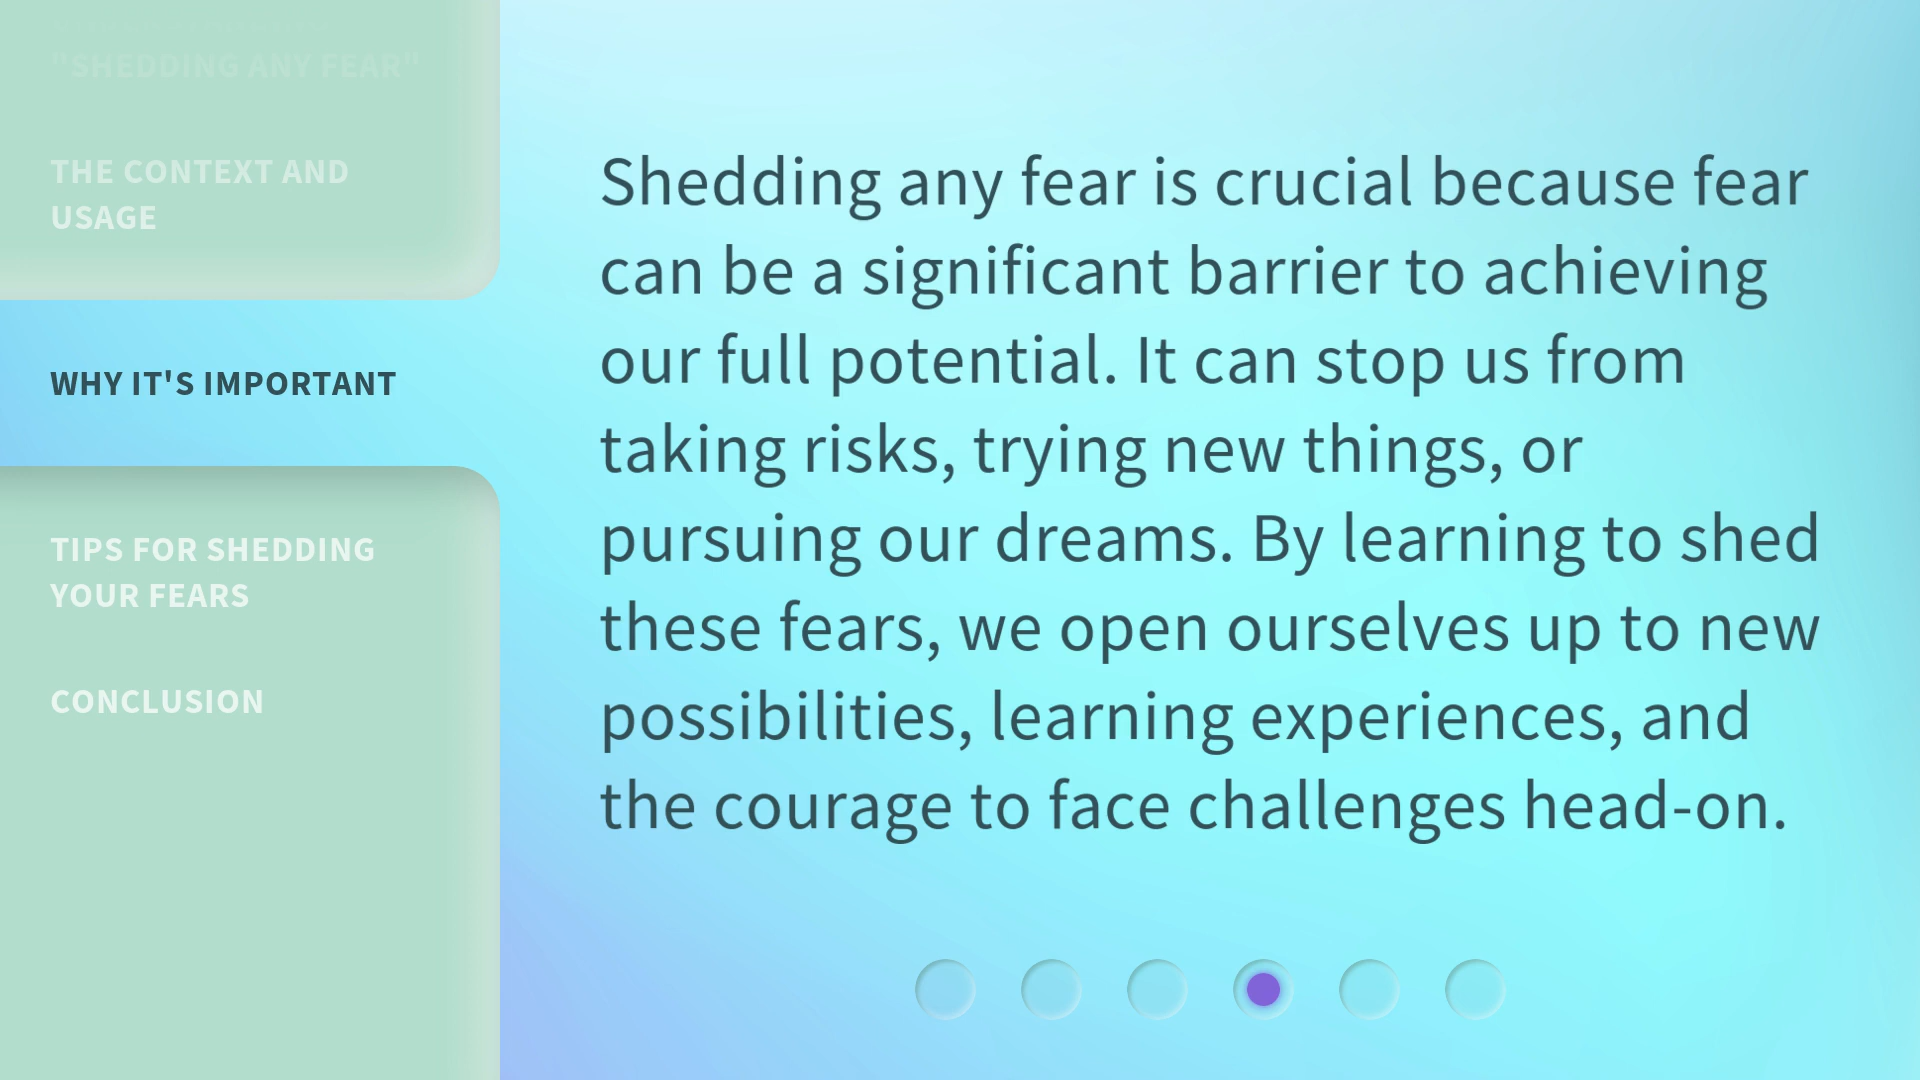 "SHEDDING ANY FEAR"
THE CONTEXT AND
USAGE
WHY IT'S IMPORTANT
TIPS FOR SHEDDING
YOUR FEARS
CONCLUSION
Shedding any fear is crucial because fear
can be a significant barrier to achieving
our full potential. It can stop us from
taking risks, trying new things, or
pursuing our dreams. By learning to shed
these fears, we open ourselves up to new
possibilities, learning experiences, and
the courage to face challenges head-on.